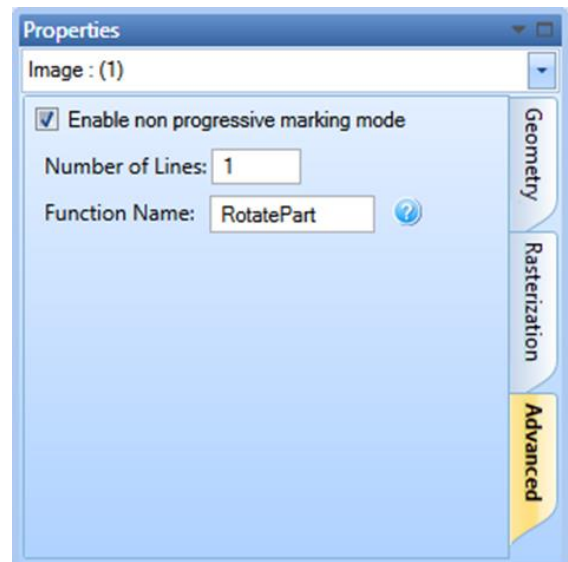 Properties
Image : (1)
Enable non progressive marking mode
Number of Lines: 1
Function Name: RotatePart ?
Geometry
Rasterization
Advanced